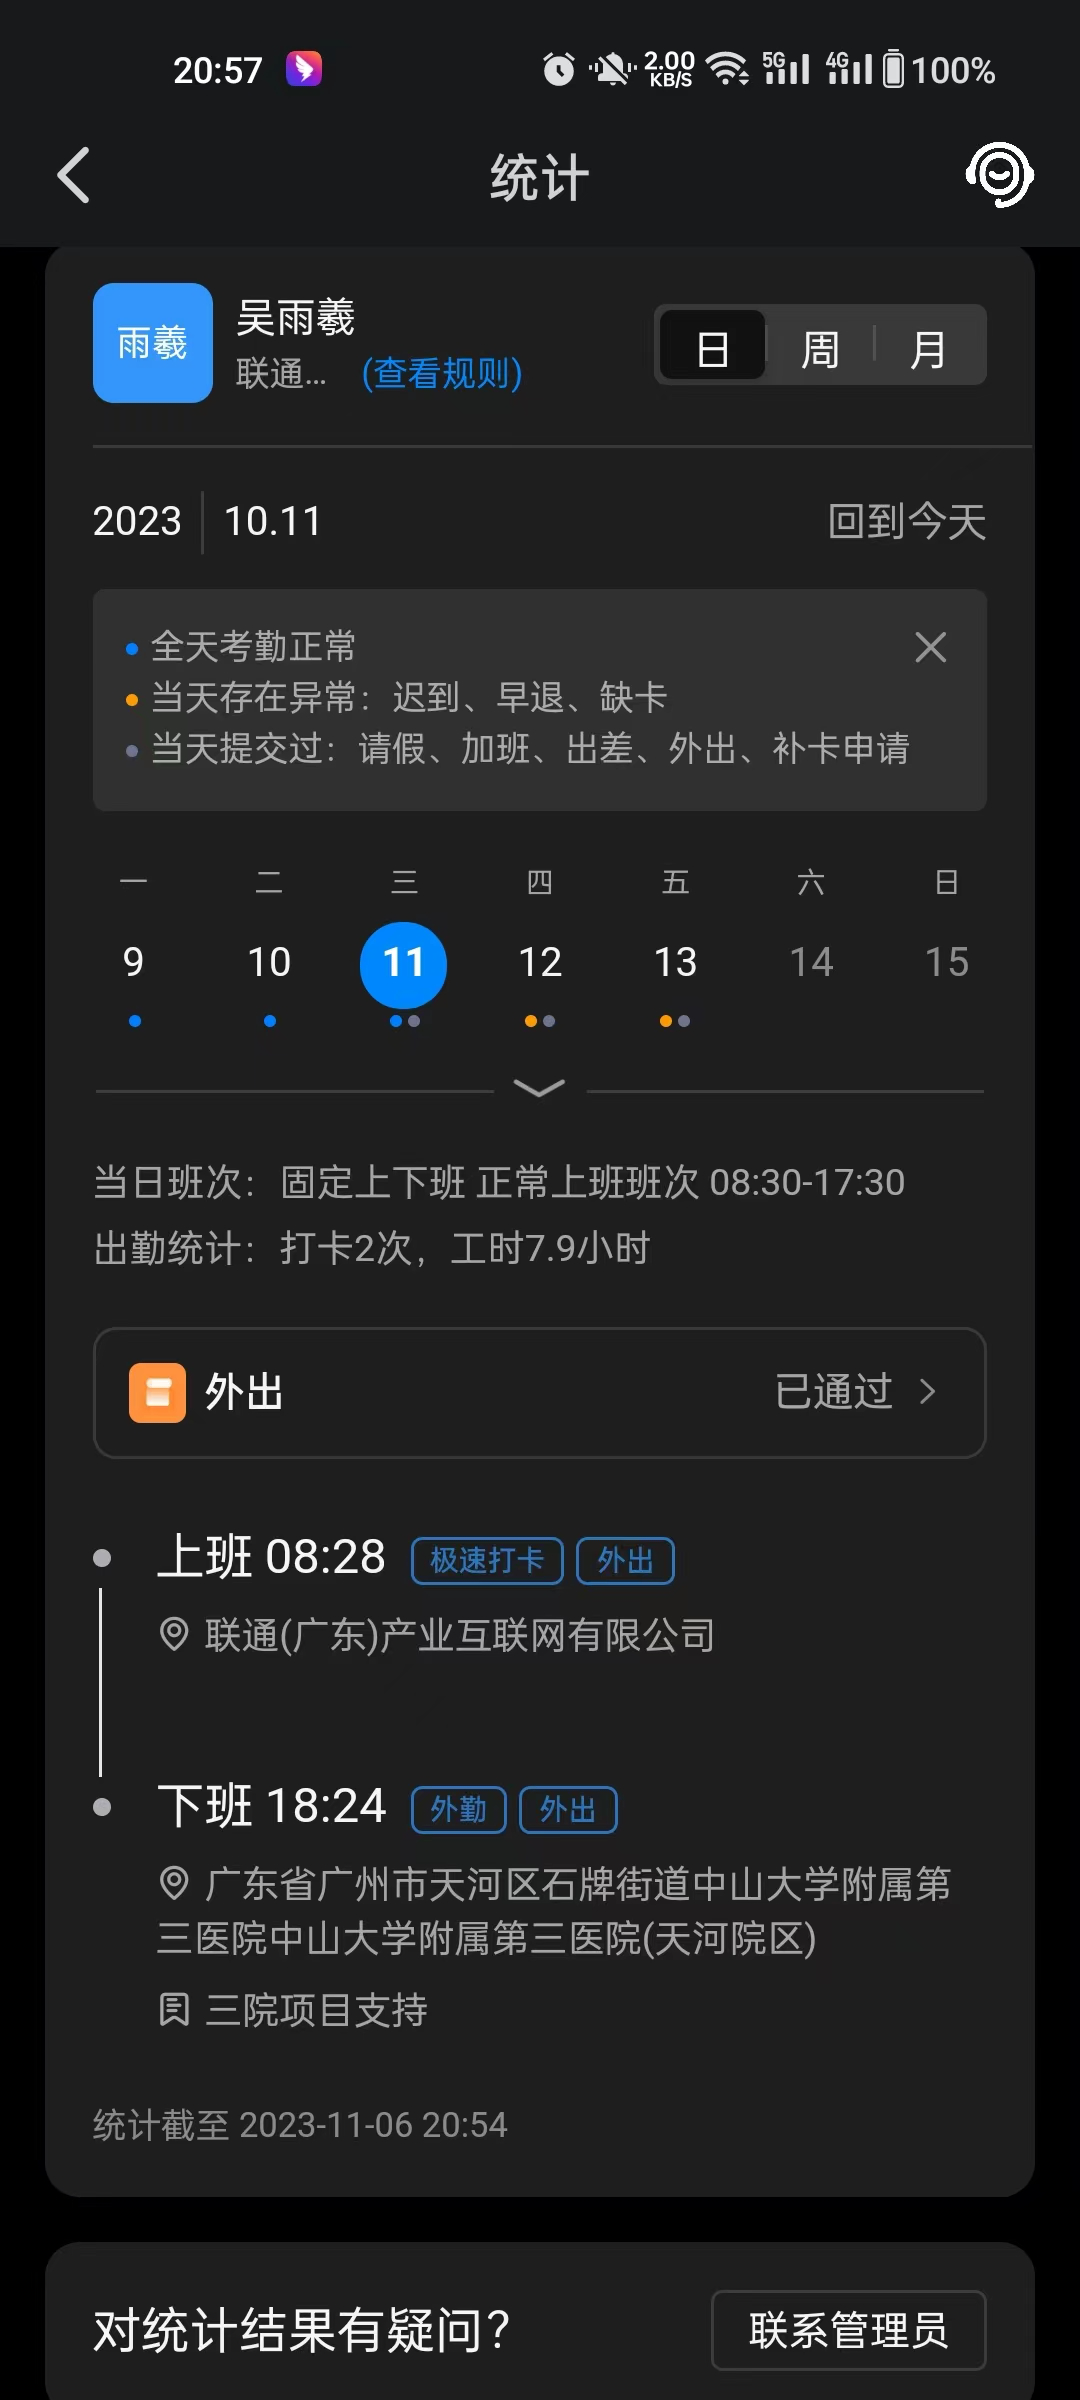 20:57 2.00 KB/S 5G 4G 100%
统计
雨羲 吴雨羲
联通... (查看规则)
日 周 月
2023 10.11 回到今天
全天考勤正常
当天存在异常：迟到、早退、缺卡
当天提交过：请假、加班、出差、外出、补卡申请
一 二 三 四 五 六 日
9 10 11 12 13 14 15
当日班次：固定上下班 正常上班班次 08:30-17:30
出勤统计：打卡2次，工时7.9小时
外出 已通过
上班 08:28 极速打卡 外出
联通(广东)产业互联网有限公司
下班 18:24 外勤 外出
广东省广州市天河区石牌街道中山大学附属第
三医院中山大学附属第三医院(天河院区)
三院项目支持
统计截至 2023-11-06 20:54
对统计结果有疑问？ 联系管理员